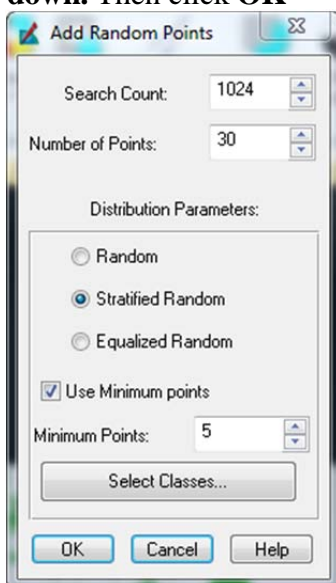 down. Then click OK
Add Random Points
Search Count: 1024
Number of Points: 30
Distribution Parameters:
Random
Stratified Random
Equalized Random
Use Minimum points
Minimum Points: 5
Select Classes...
OK Cancel Help